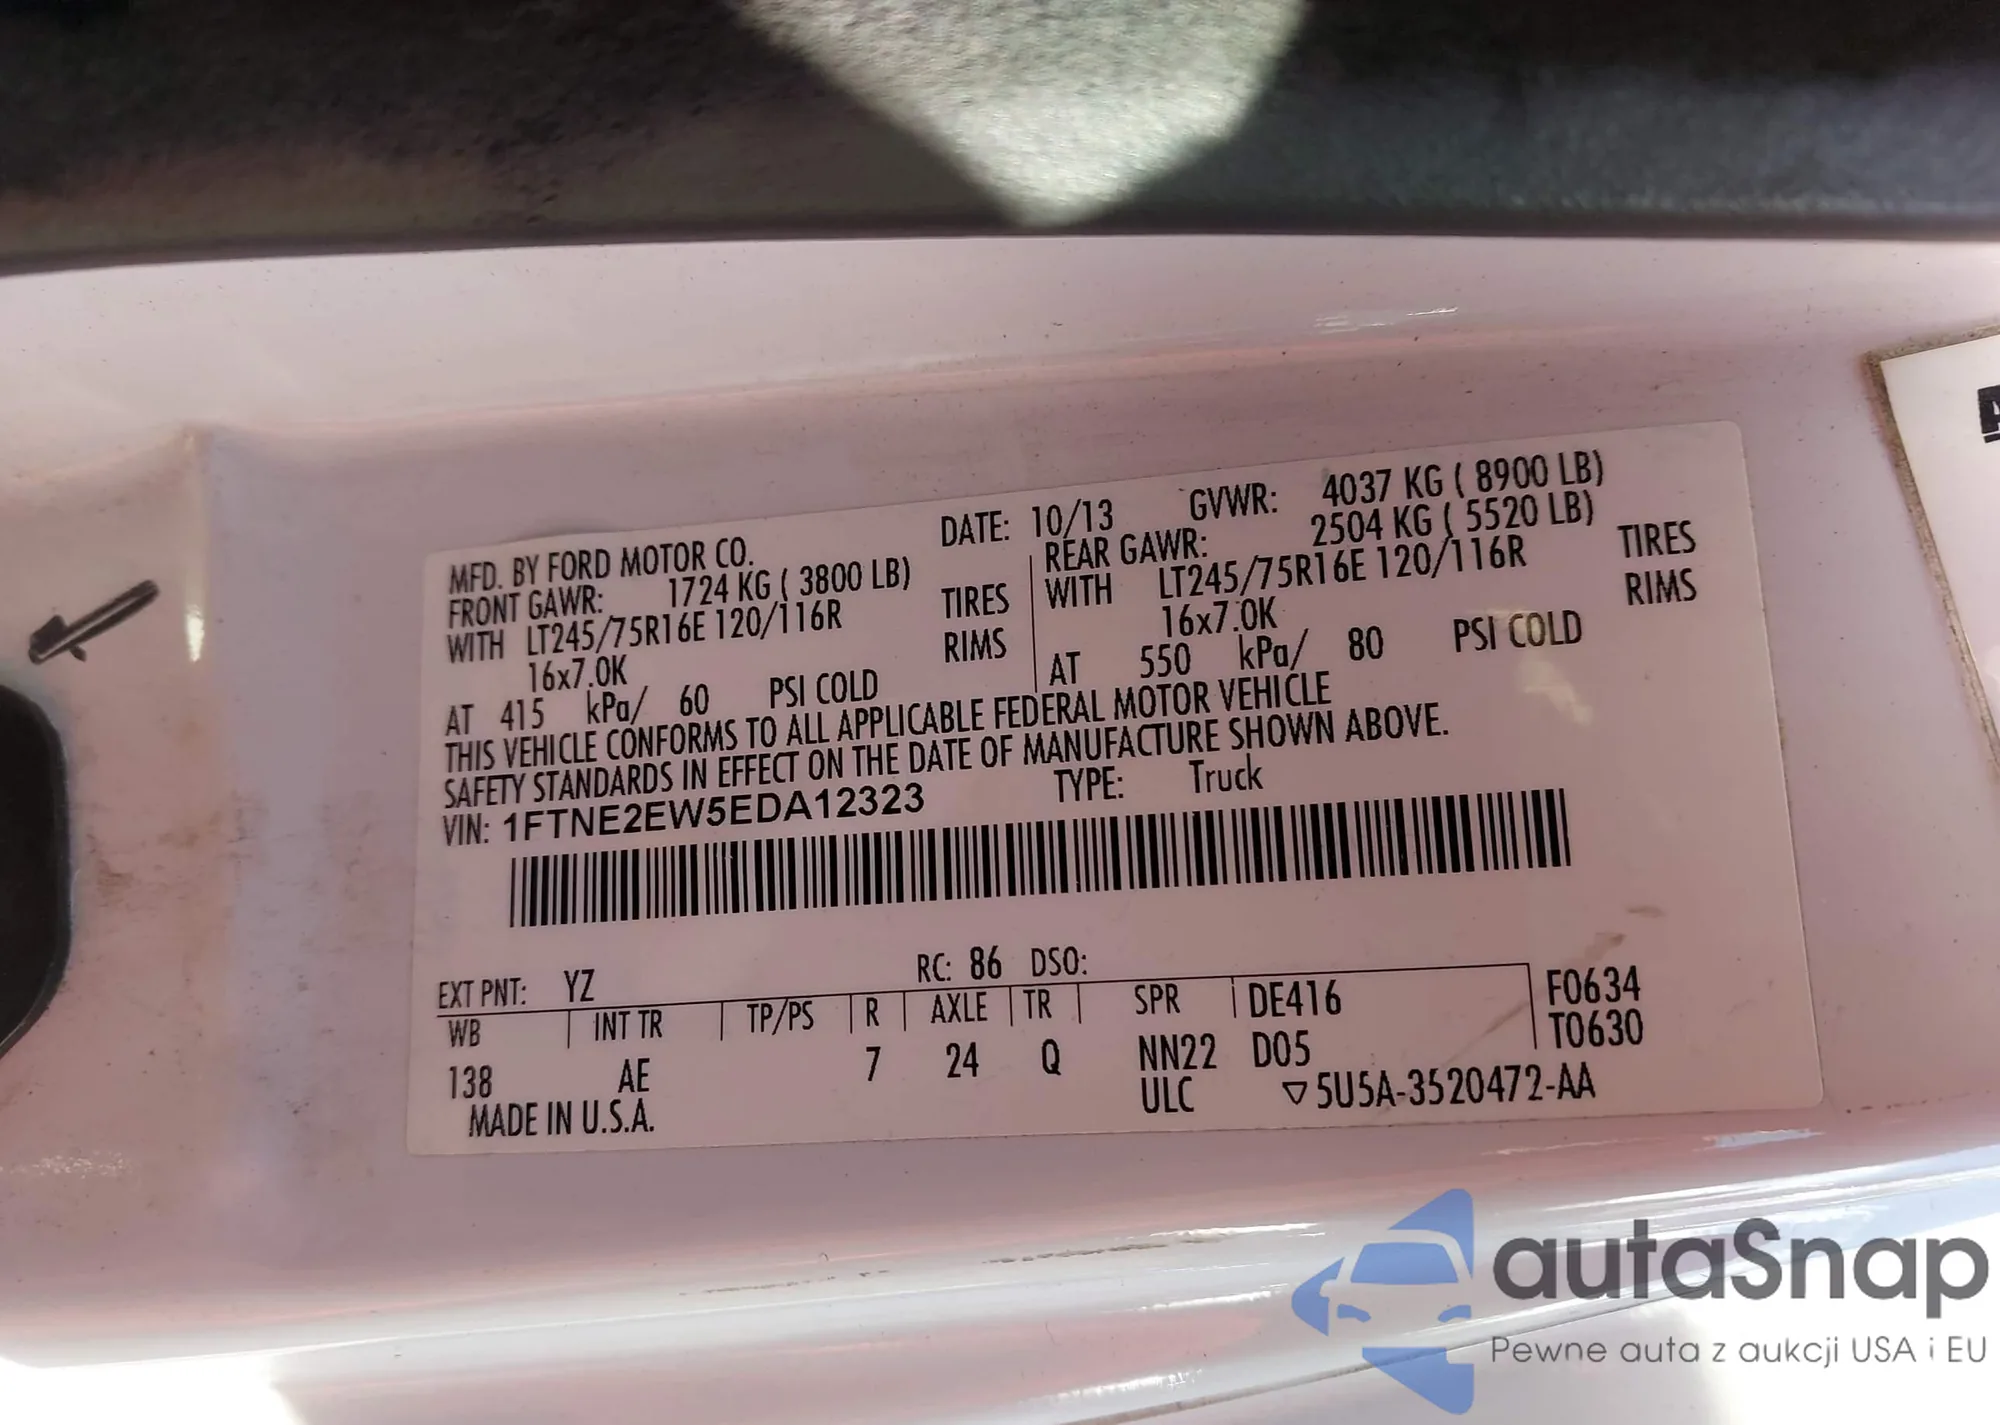 MFD. BY FORD MOTOR CO. DATE: 10/13 GVWR: 4037 KG ( 8900 LB)
FRONT GAWR: 1724 KG ( 3800 LB)
WITH LT245/75R16E 120/116R TIRES
16x7.0K RIMS
AT 415 kPa/ 60 PSI COLD
REAR GAWR: 2504 KG ( 5520 LB)
WITH LT245/75R16E 120/116R TIRES
16x7.0K RIMS
AT 550 kPa/ 80 PSI COLD
THIS VEHICLE CONFORMS TO ALL APPLICABLE FEDERAL MOTOR VEHICLE
SAFETY STANDARDS IN EFFECT ON THE DATE OF MANUFACTURE SHOWN ABOVE.
VIN: 1FTNE2EW5EDA12323 TYPE: Truck
EXT PNT: YZ RC: 86 DSO:
WB INT TR TP/PS R AXLE TR SPR DE416 F0634
138 AE 7 24 Q NN22 D05 T0630
MADE IN U.S.A. ULC ▽5U5A-3520472-AA
autaSnap
Pewne auta z aukcji USA i EU